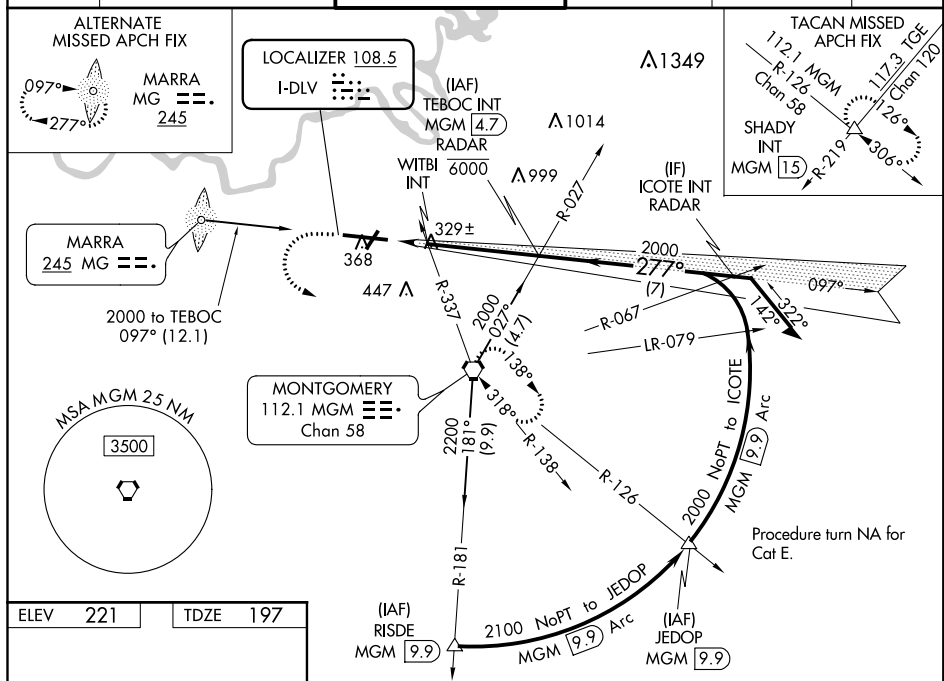 ALTERNATE
MISSED APCH FIX
097°
277°
MARRA
MG
245
LOCALIZER 108.5
I-DLV
(IAF)
TEBOC INT
MGM 4.7
RADAR
6000
WITBI
INT
1349
1014
999
TACAN MISSED
APCH FIX
112.1 MGM
R-126
Chan 58
117.3 TGE
Chan 120
126°
306°
R-219
SHADY
INT
MGM 15
(IF)
ICOTE INT
RADAR
R-027
MARRA
245 MG
329±
368
447
2000
277°
(7)
097°
322°
142°
R-067
LR-079
R-337
2000
027°
(4.7)
2000 to TEBOC
097° (12.1)
MONTGOMERY
112.1 MGM
Chan 58
138°
318°
R-138
R-126
2200
181°
(9.9)
R-181
MSA MGM 25 NM
3500
2000 NoPT to ICOTE
MGM 9.9 Arc
Procedure turn NA for
Cat E.
2100 NoPT to JEDOP
MGM 9.9 Arc
(IAF)
RISDE
MGM 9.9
(IAF)
JEDOP
MGM 9.9
ELEV 221
TDZE 197